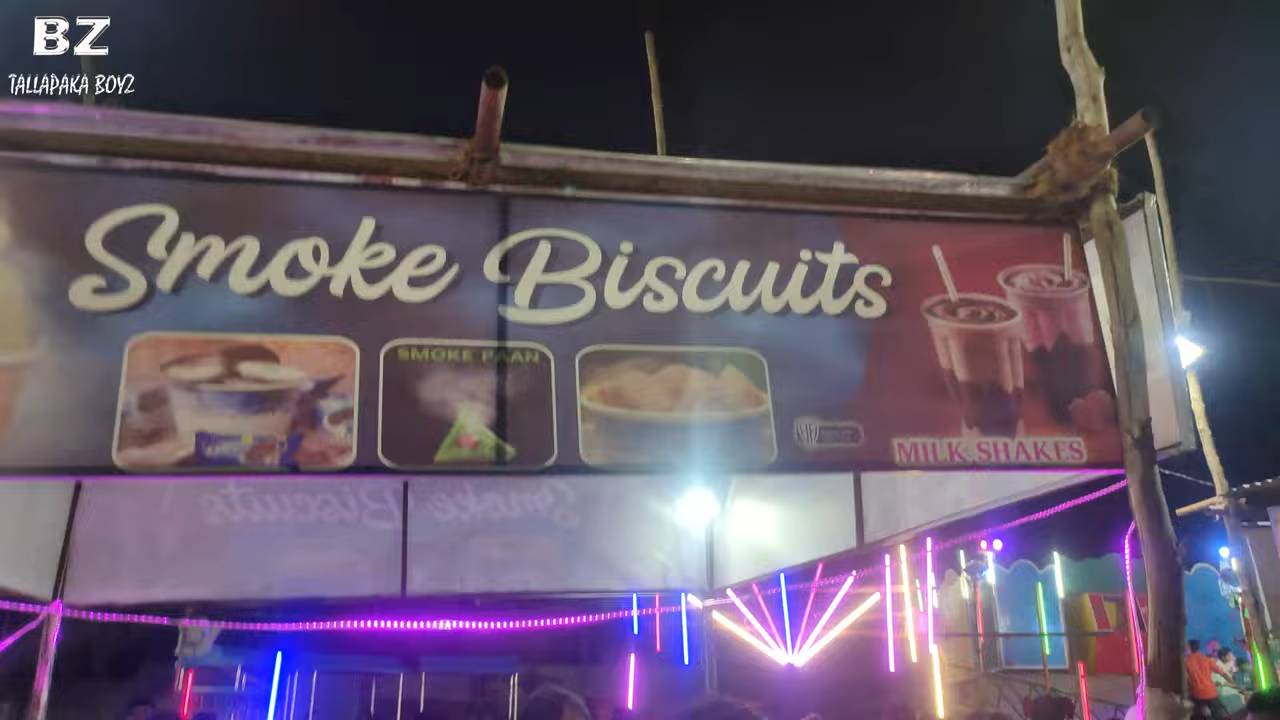 BZ
TALLAPAKA BOYZ
Smoke Biscuits
SMOKE PAAN
MILK SHAKES